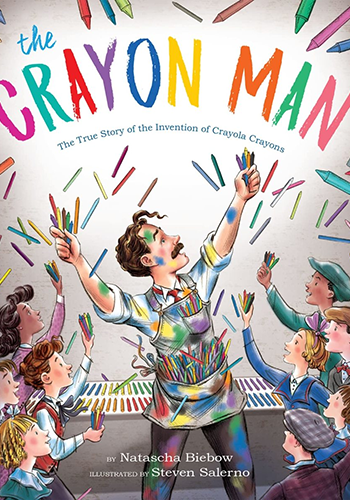 the
CRAYON MAN
The True Story of the Invention of Crayola Crayons
BY Natascha Biebow
ILLUSTRATED BY Steven Salerno